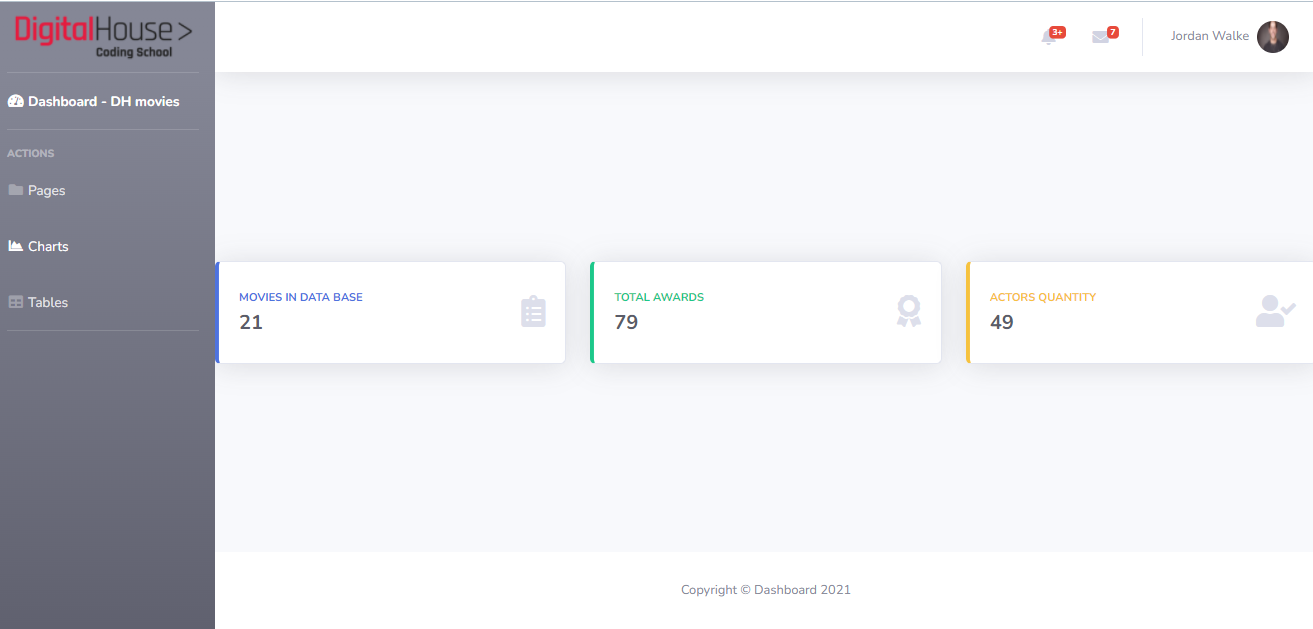 DigitalHouse >
Coding School
3+
7
Jordan Walke
Dashboard - DH movies
ACTIONS
Pages
Charts
Tables
MOVIES IN DATA BASE
21
TOTAL AWARDS
79
ACTORS QUANTITY
49
Copyright © Dashboard 2021